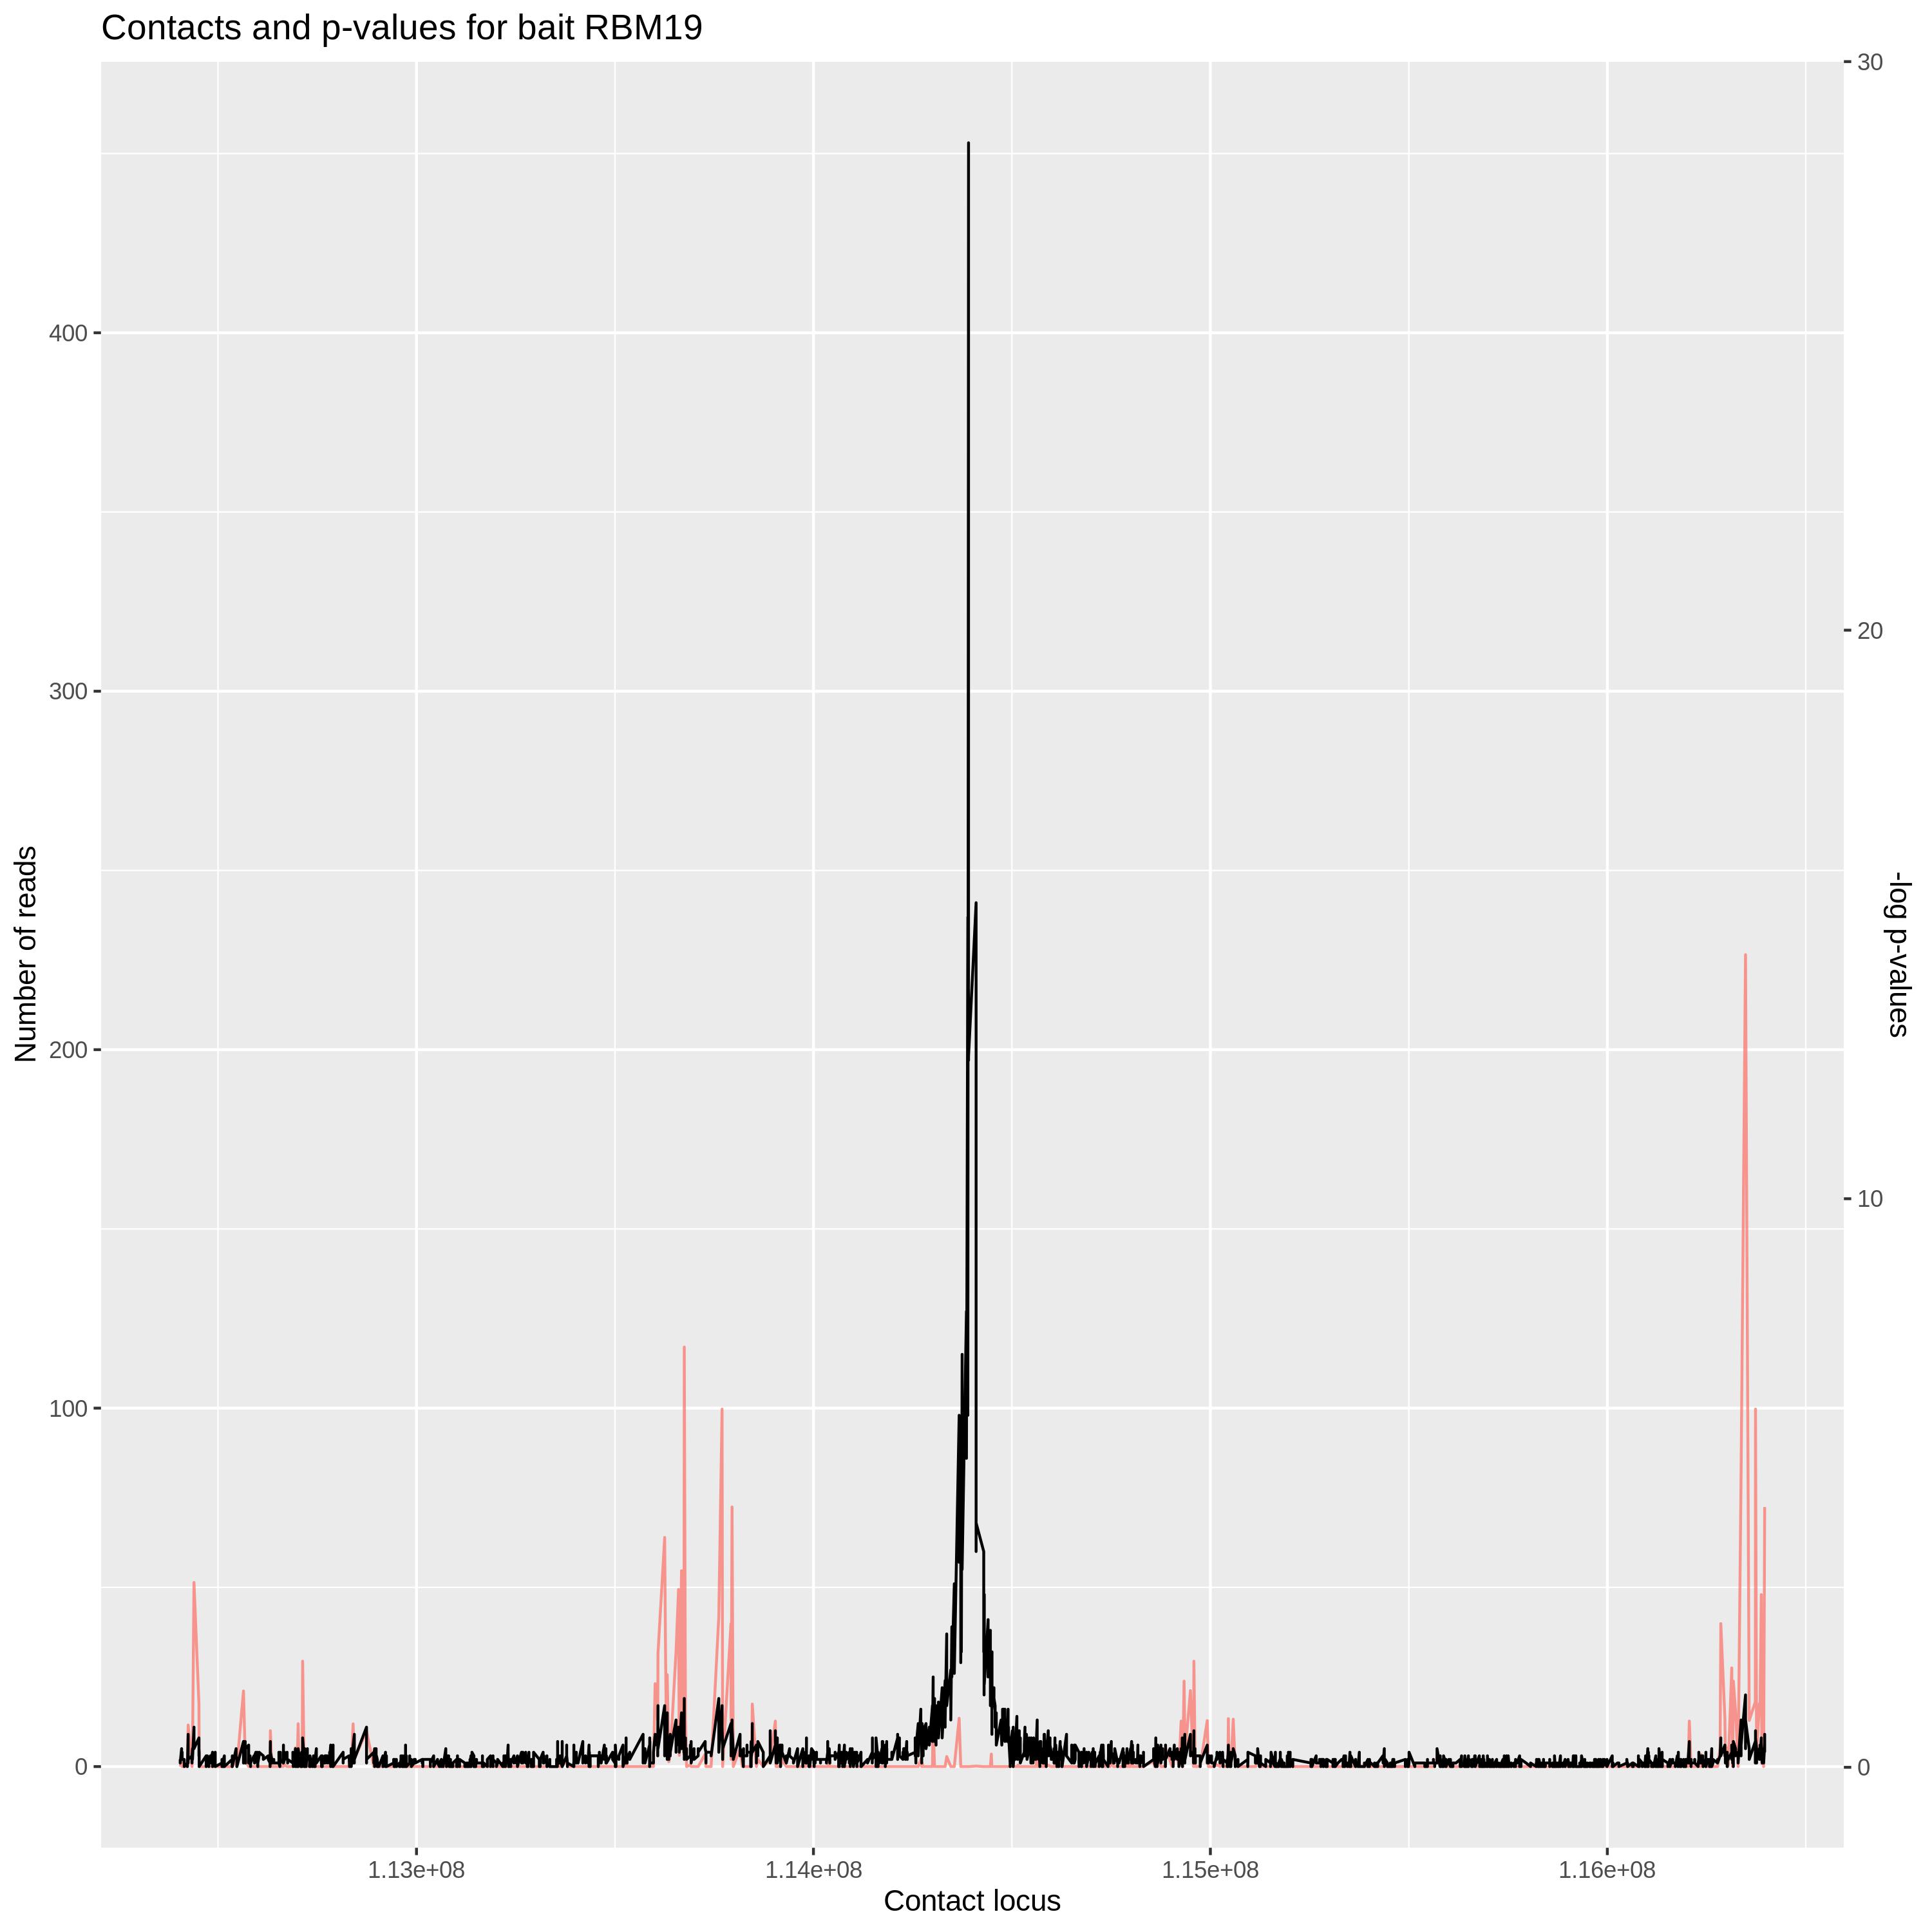 Contacts and p-values for bait RBM19
30
400
20
300
Number of reads
-log p-values
200
10
100
0
0
1.13e+08
1.14e+08
1.15e+08
1.16e+08
Contact locus